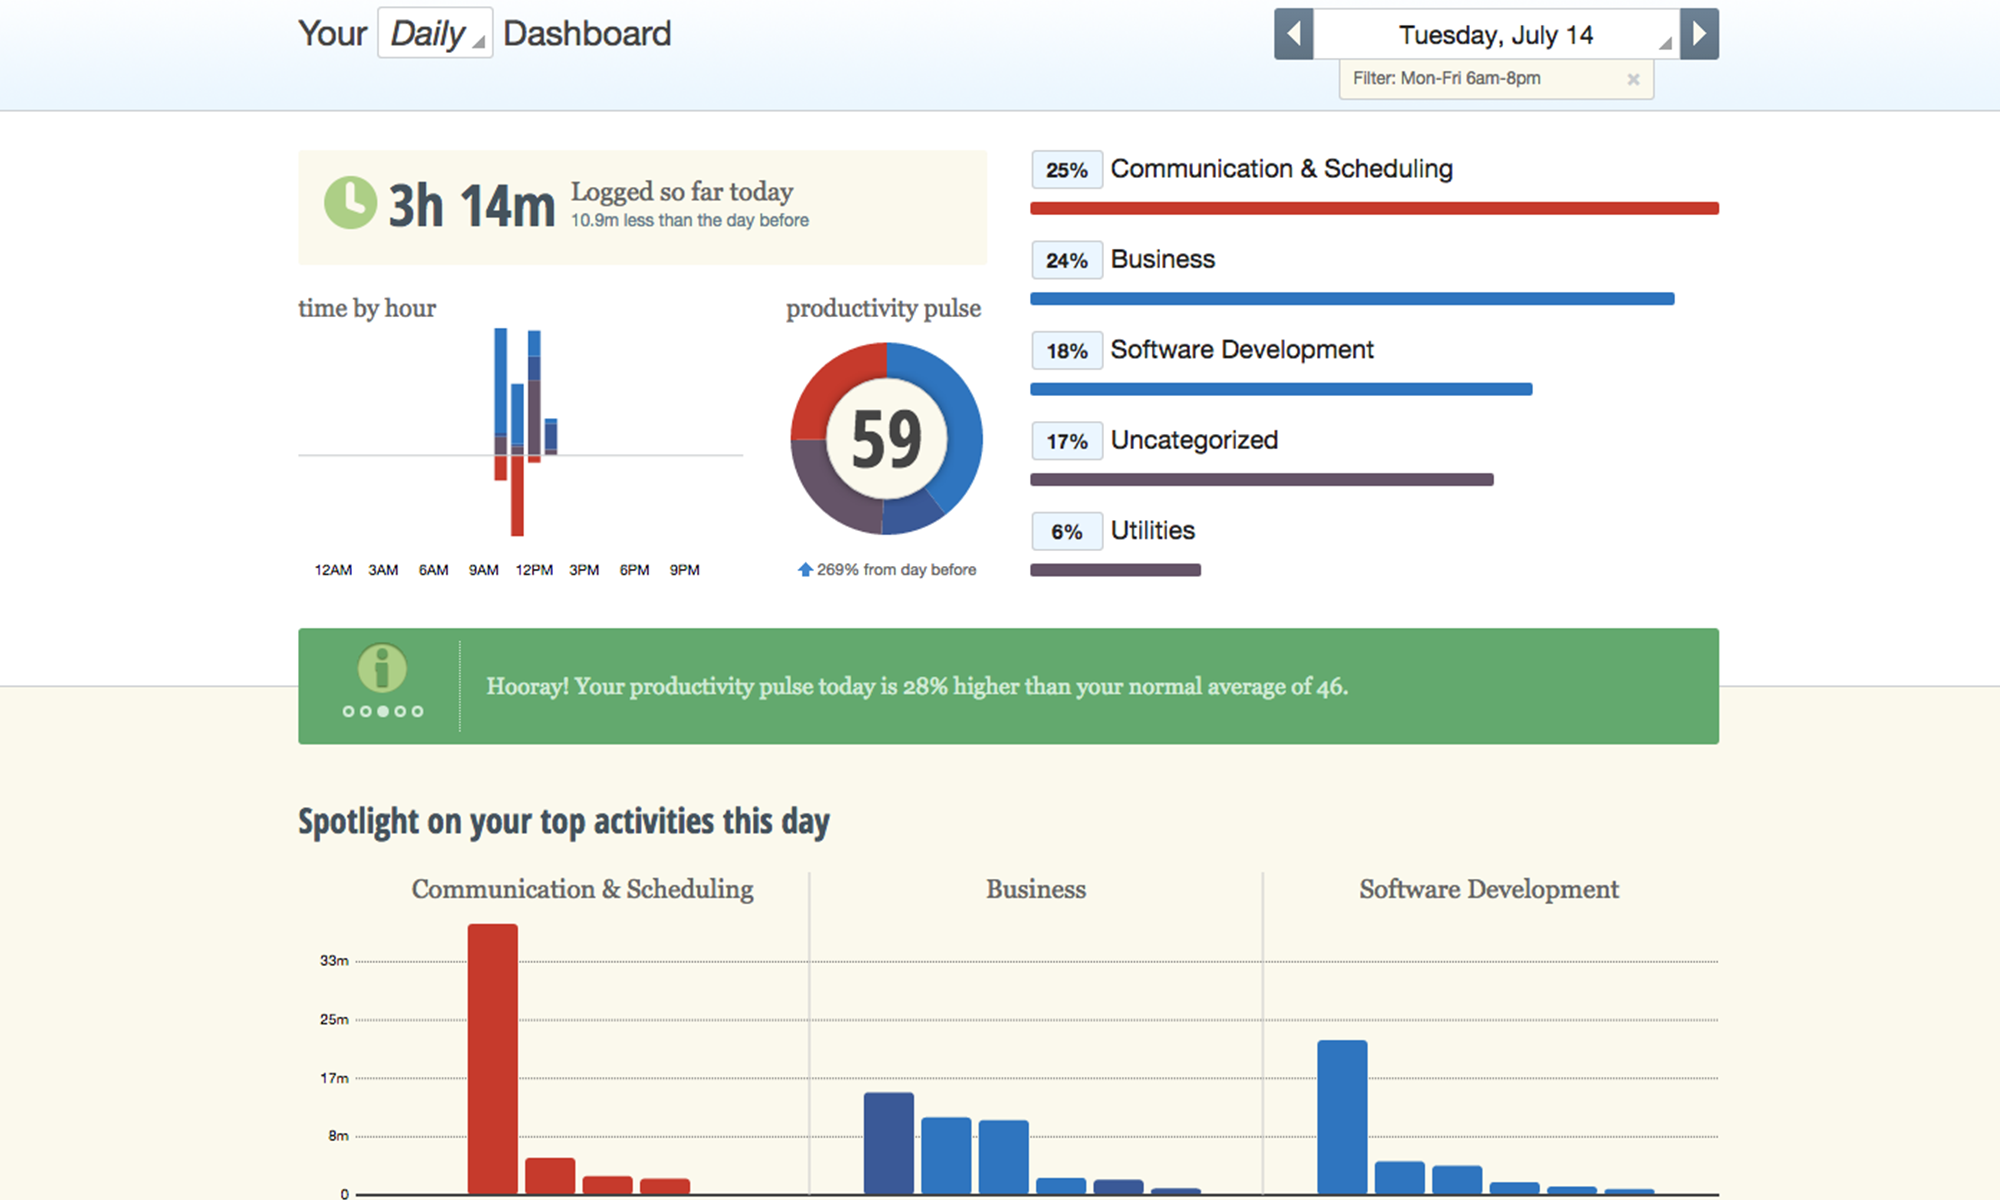 Your Daily Dashboard
Tuesday, July 14
Filter: Mon-Fri 6am-8pm
3h 14m
Logged so far today
10.9m less than the day before
time by hour
12AM 3AM 6AM 9AM 12PM 3PM 6PM 9PM
productivity pulse
59
269% from day before
25% Communication & Scheduling
24% Business
18% Software Development
17% Uncategorized
6% Utilities
Hooray! Your productivity pulse today is 28% higher than your normal average of 46.
Spotlight on your top activities this day
Communication & Scheduling
Business
Software Development
33m
25m
17m
8m
0